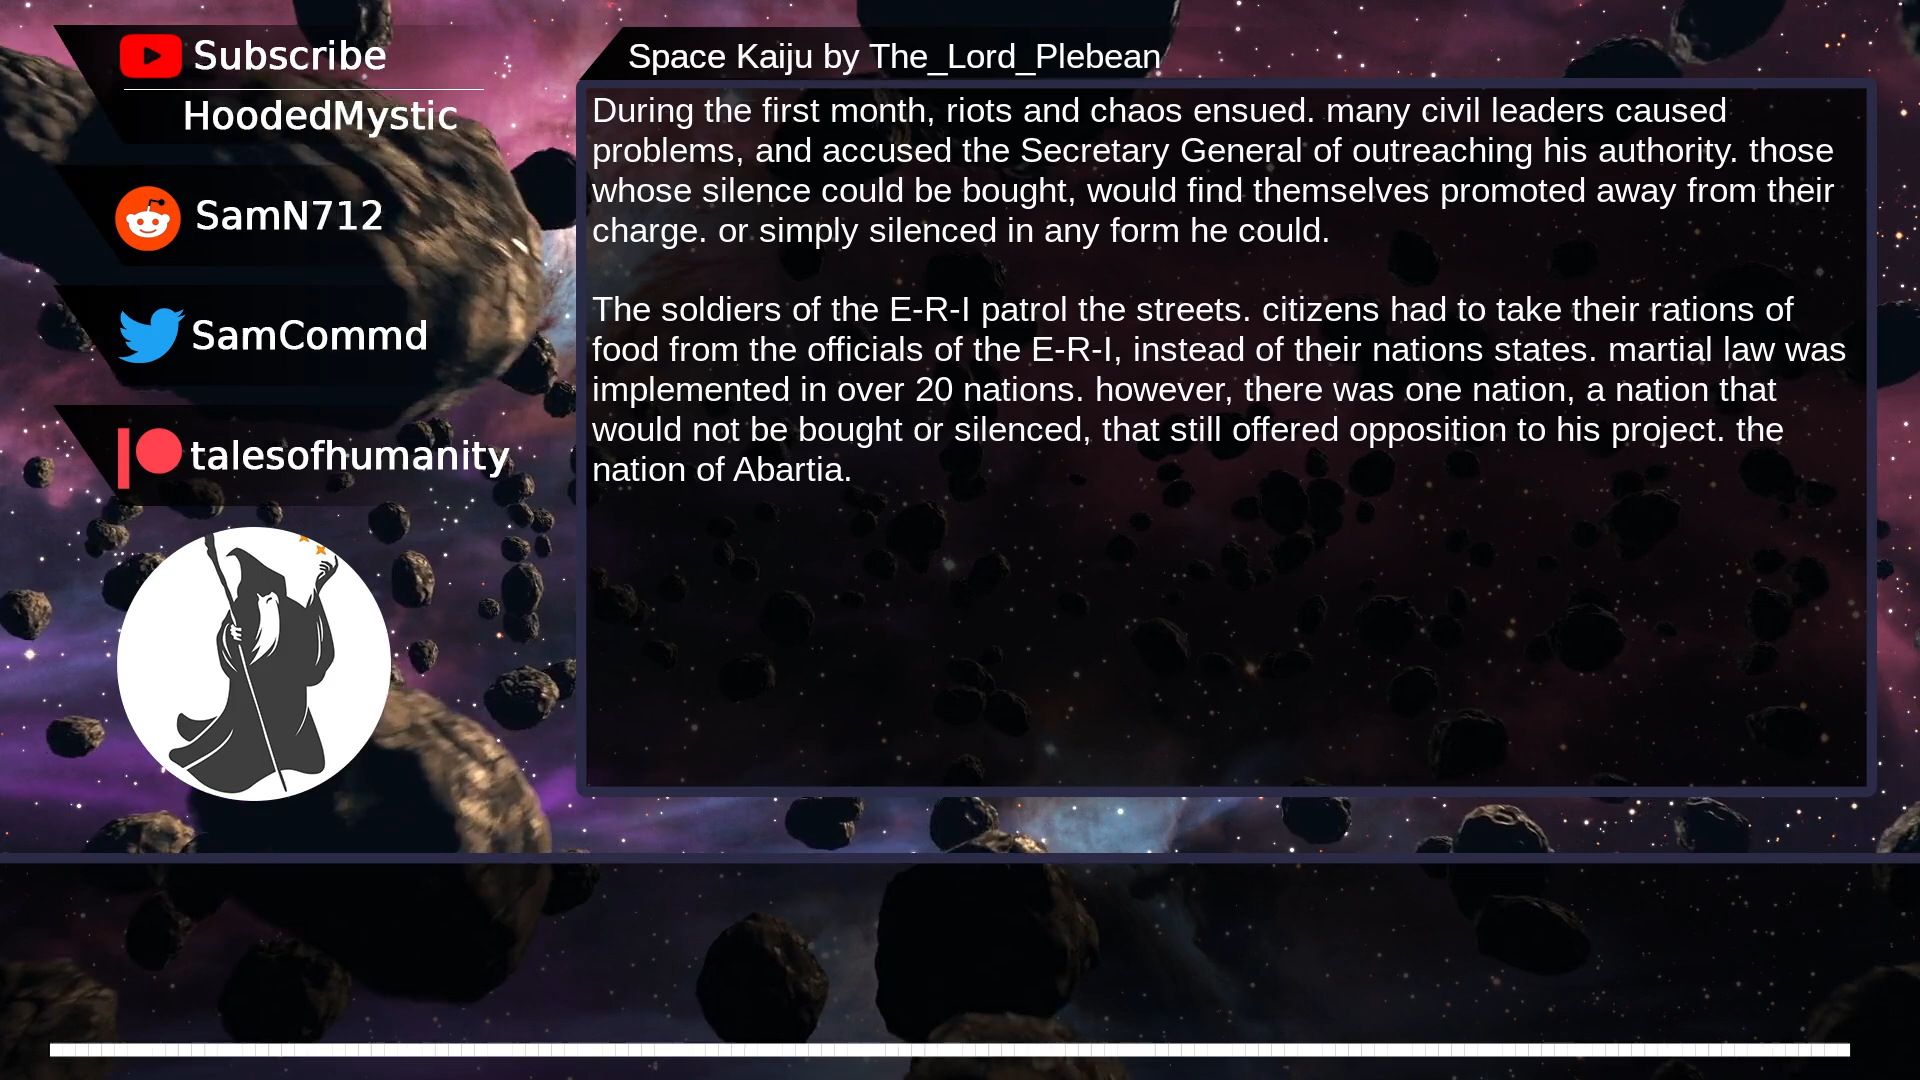 Subscribe
HoodedMystic
SamN712
SamCommd
talesofhumanity
Space Kaiju by The_Lord_Plebean
During the first month, riots and chaos ensued. many civil leaders caused
problems, and accused the Secretary General of outreaching his authority. those
whose silence could be bought, would find themselves promoted away from their
charge. or simply silenced in any form he could.
The soldiers of the E-R-I patrol the streets. citizens had to take their rations of
food from the officials of the E-R-I, instead of their nations states. martial law was
implemented in over 20 nations. however, there was one nation, a nation that
would not be bought or silenced, that still offered opposition to his project. the
nation of Abartia.